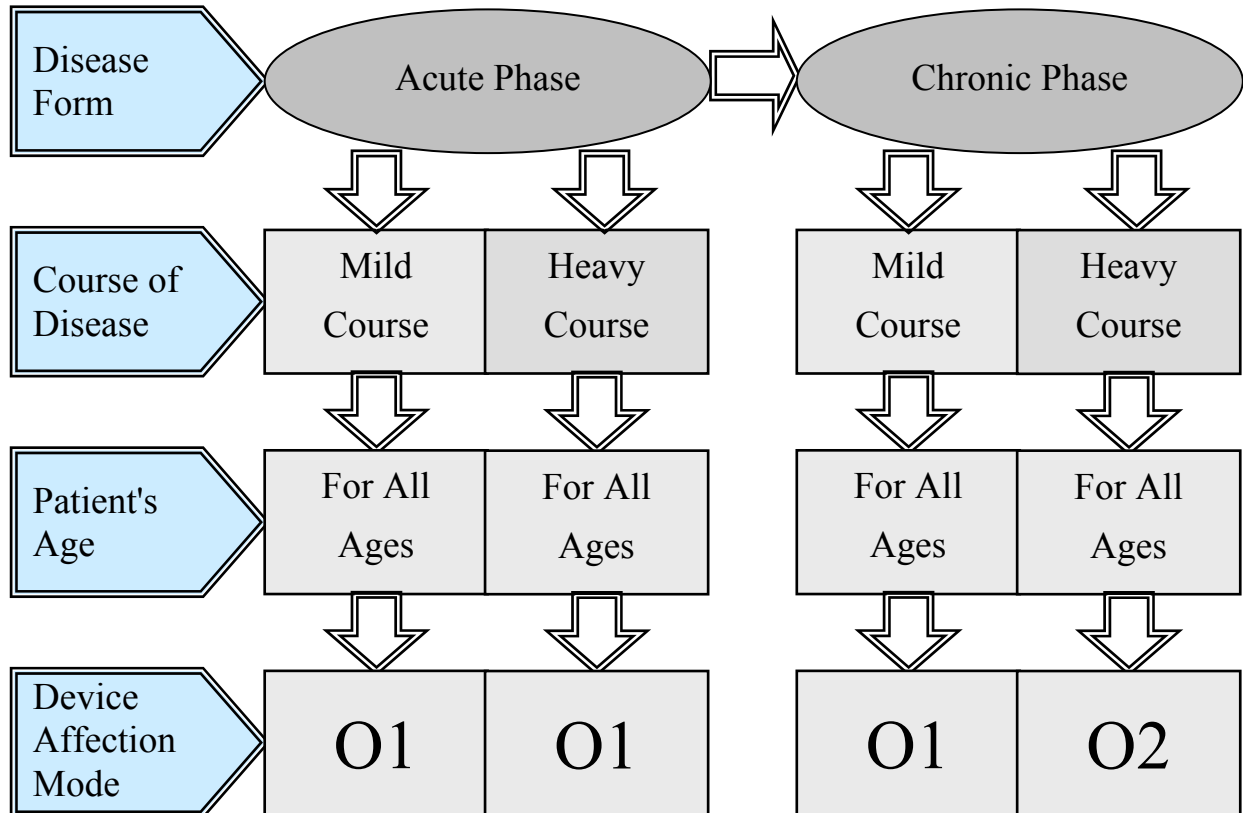 Disease
Form
Acute Phase
Chronic Phase
Course of
Disease
Mild
Course
Heavy
Course
Mild
Course
Heavy
Course
Patient's
Age
For All
Ages
For All
Ages
For All
Ages
For All
Ages
Device
Affection
Mode
O1
O1
O1
O2